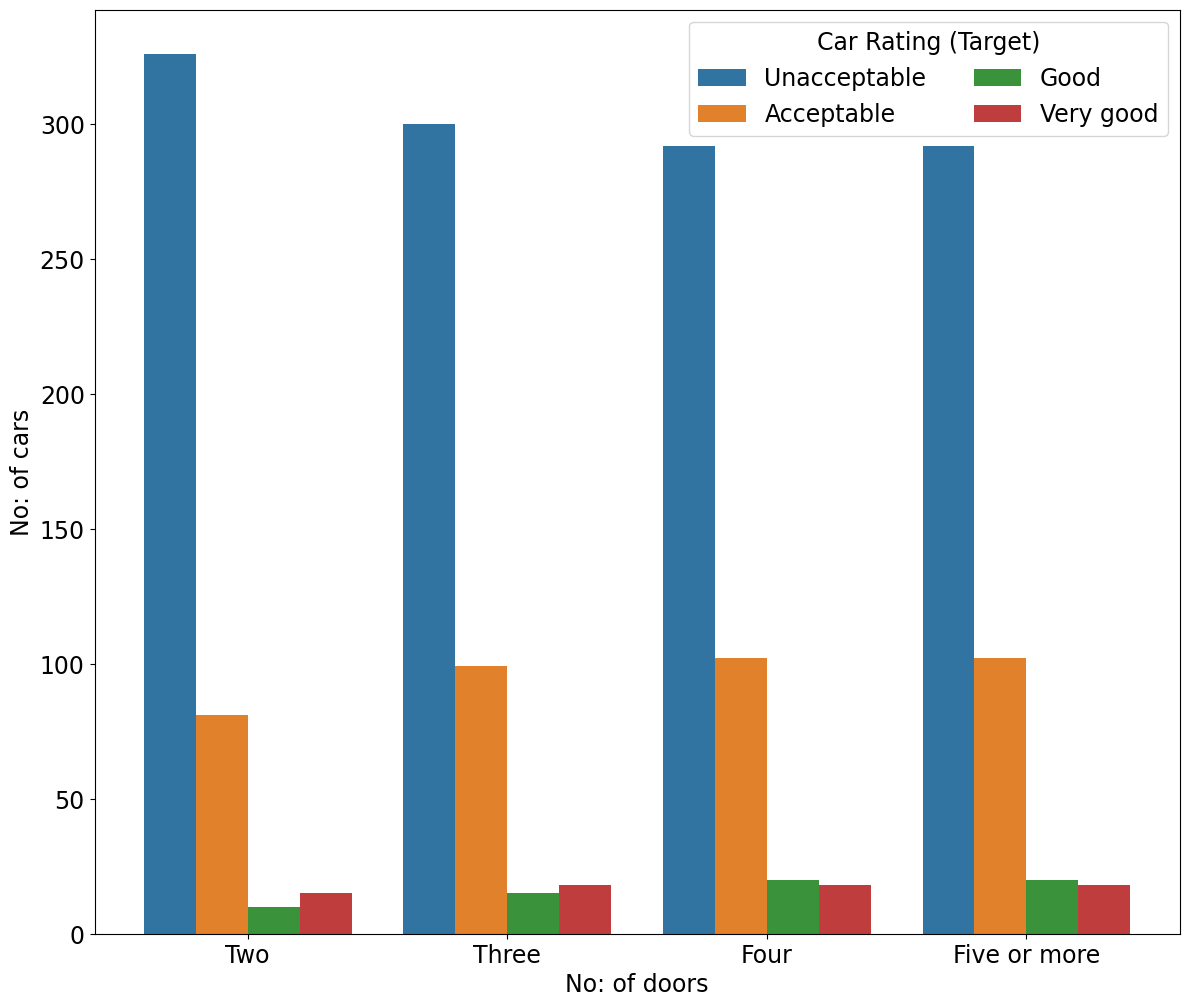 Car Rating (Target)
Unacceptable
Acceptable
Good
Very good
No: of cars
300
250
200
150
100
50
0
Two Three Four Five or more
No: of doors